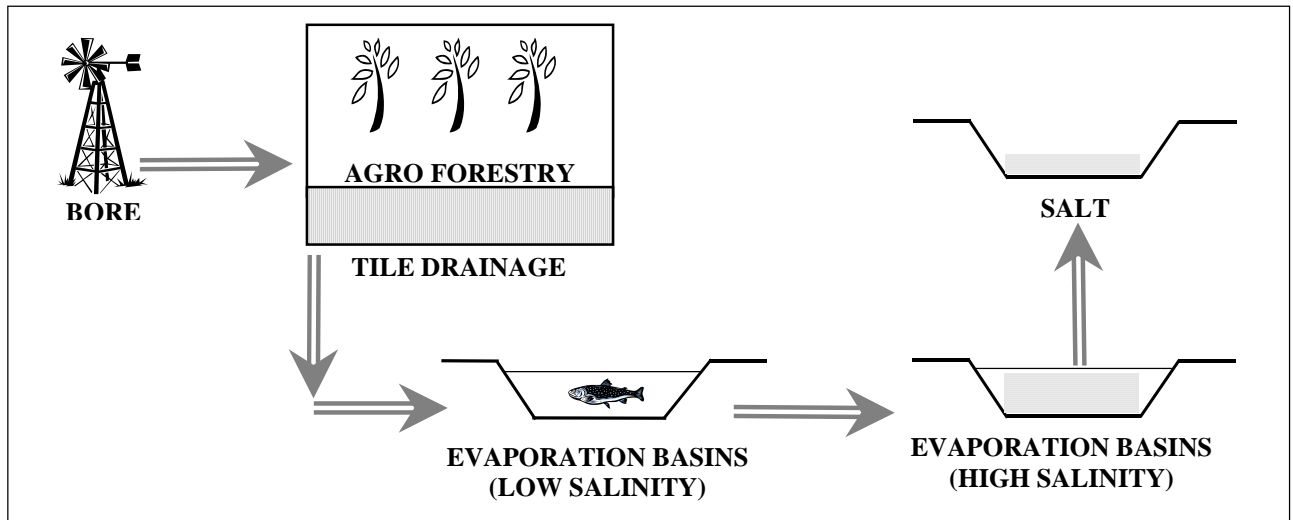 BORE
AGRO FORESTRY
TILE DRAINAGE
SALT
EVAPORATION BASINS
(LOW SALINITY)
EVAPORATION BASINS
(HIGH SALINITY)